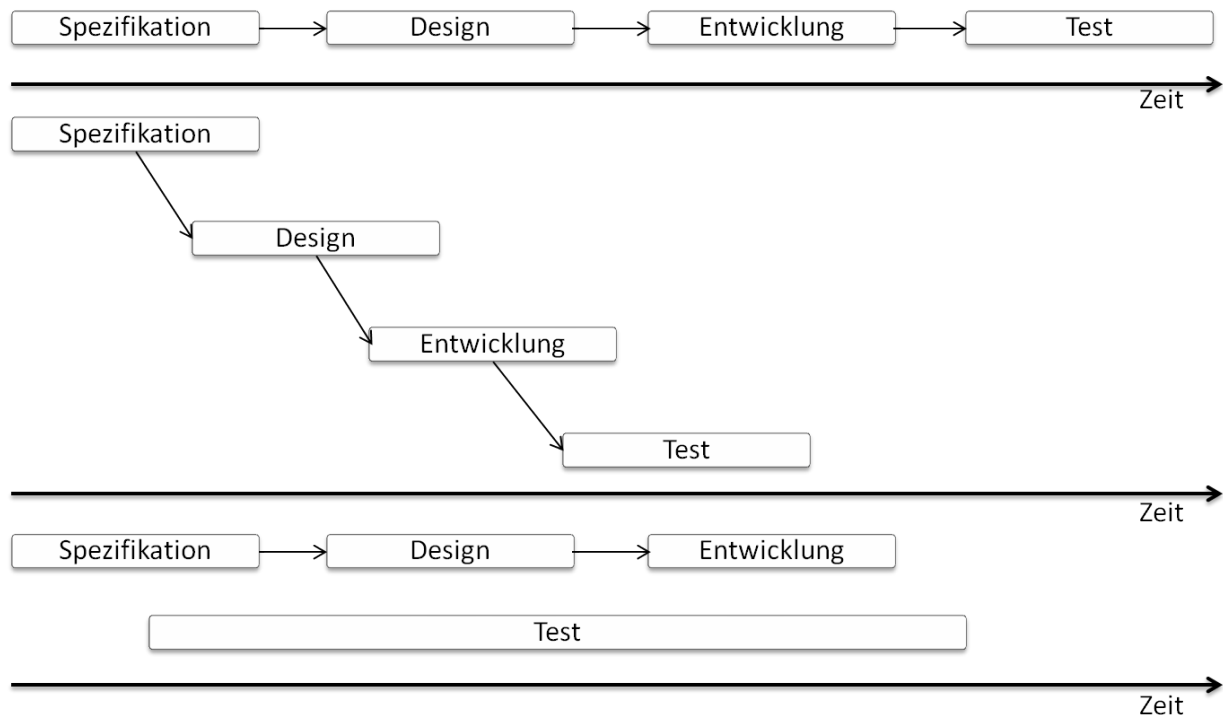 Spezifikation Design Entwicklung Test
Zeit
Spezifikation
Design
Entwicklung
Test
Zeit
Spezifikation Design Entwicklung
Test
Zeit